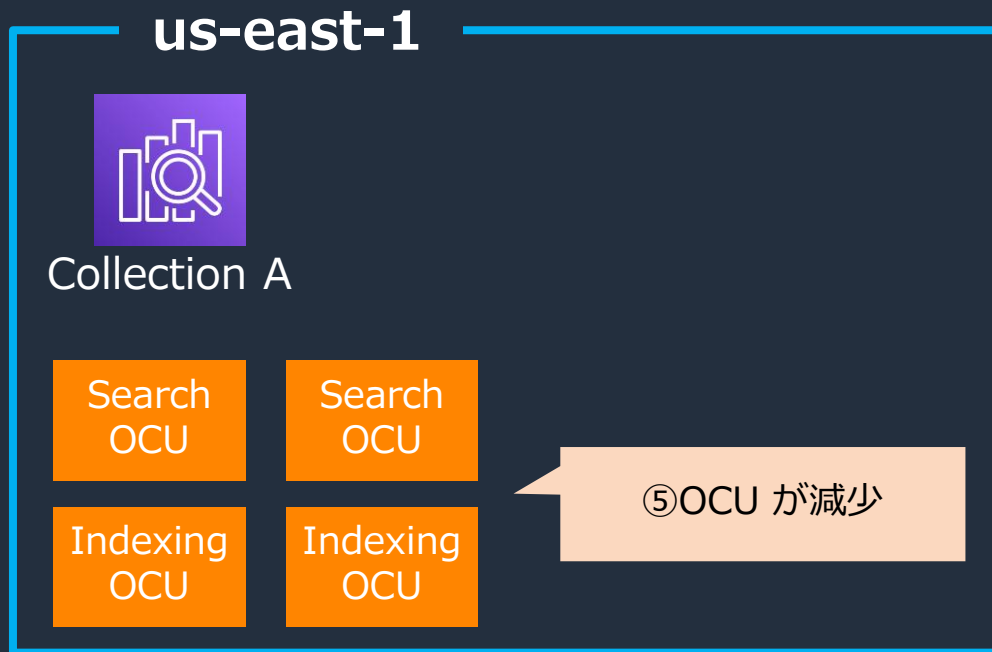 us-east-1
Collection A
Search
OCU
Search
OCU
⑤OCU が減少
Indexing
OCU
Indexing
OCU